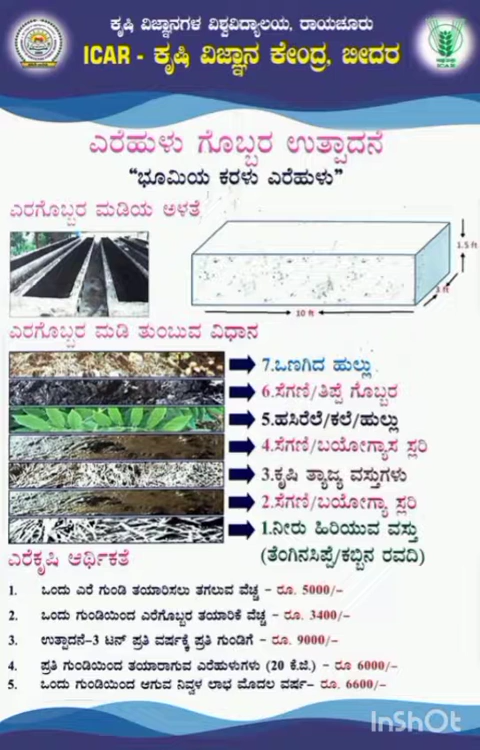 ಕೃಷಿ ವಿಜ್ಞಾನಗಳ ವಿಶ್ವವಿದ್ಯಾಲಯ, ರಾಯಚೂರು
ICAR - ಕೃಷಿ ವಿಜ್ಞಾನ ಕೇಂದ್ರ, ಬೀದರ
ICAR
ಎರೆಹುಳು ಗೊಬ್ಬರ ಉತ್ಪಾದನೆ
“ಭೂಮಿಯ ಕರಳು ಎರೆಹುಳು”
ಎರಗೊಬ್ಬರ ಮಡಿಯ ಅಳತೆ
1.5 ft
3 ft
10 ft
ಎರಗೊಬ್ಬರ ಮಡಿ ತುಂಬುವ ವಿಧಾನ
7.ಒಣಗಿದ ಹುಲ್ಲು
6.ಸೆಗಣಿ/ತಿಪ್ಪೆ ಗೊಬ್ಬರ
5.ಹಸಿರೆಲೆ/ಕಲೆ/ಹುಲ್ಲು
4.ಸೆಗಣಿ/ಬಯೋಗ್ಯಾಸ ಸ್ಲರಿ
3.ಕೃಷಿ ತ್ಯಾಜ್ಯ ವಸ್ತುಗಳು
2.ಸೆಗಣಿ/ಬಯೋಗ್ಯಾ ಸ್ಲರಿ
1.ನೀರು ಹಿರಿಯುವ ವಸ್ತು
(ತೆಂಗಿನಸಿಪ್ಪೆ/ಕಬ್ಬಿನ ರವದಿ)
ಎರೆಕೃಷಿ ಆರ್ಥಿಕತೆ
1. ಒಂದು ಎರೆ ಗುಂಡಿ ತಯಾರಿಸಲು ತಗಲುವ ವೆಚ್ಚ - ರೂ. 5000/-
2. ಒಂದು ಗುಂಡಿಯಿಂದ ಎರೆಗೊಬ್ಬರ ತಯಾರಿಕೆ ವೆಚ್ಚ - ರೂ. 3400/-
3. ಉತ್ಪಾದನೆ-3 ಟನ್ ಪ್ರತಿ ವರ್ಷಕ್ಕೆ ಪ್ರತಿ ಗುಂಡಿಗೆ - ರೂ. 9000/-
4. ಪ್ರತಿ ಗುಂಡಿಯಿಂದ ತಯಾರಾಗುವ ಎರೆಹುಳುಗಳು (20 ಕೆ.ಜಿ.) - ರೂ 6000/-
5. ಒಂದು ಗುಂಡಿಯಿಂದ ಆಗುವ ನಿವ್ವಳ ಲಾಭ ಮೊದಲ ವರ್ಷ- ರೂ. 6600/-
InShOt